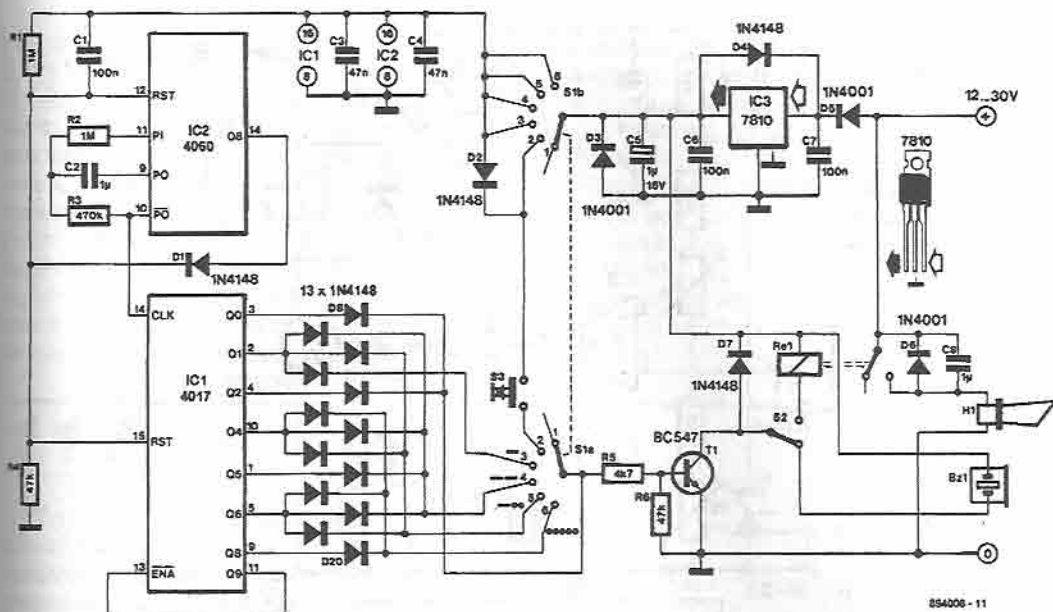 R1
1M
C1
100n
12
RST
R2
1M
11
PI
IC2
4060
Q8
14
C2
1µ
9
PO
R3
470k
10
PO
16
IC1
8
C3
47n
16
IC2
8
C4
47n
D2
1N4148
6
5
4
3
2
1
S1b
D3
1N4001
C5
1µ
16V
C6
100n
1N4148
D4
IC3
7810
C7
100n
1N4001
D5
12...30V
+
7810
D1
1N4148
13 x 1N4148
14
CLK
Q0
3
D8
Q1
2
IC1
4017
Q2
4
15
RST
Q4
10
Q5
1
Q6
5
Q8
9
D20
13
ENA
Q9
11
47k
S3
1
2
3
4
5
6
S1a
R5
4k7
R6
47k
BC547
T1
D7
1N4148
Re1
S2
1N4001
D6
C9
1µ
H1
Bz1
0
894006 - 11